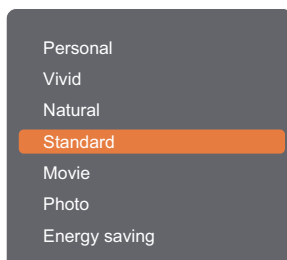 Personal
Vivid
Natural
Standard
Movie
Photo
Energy saving